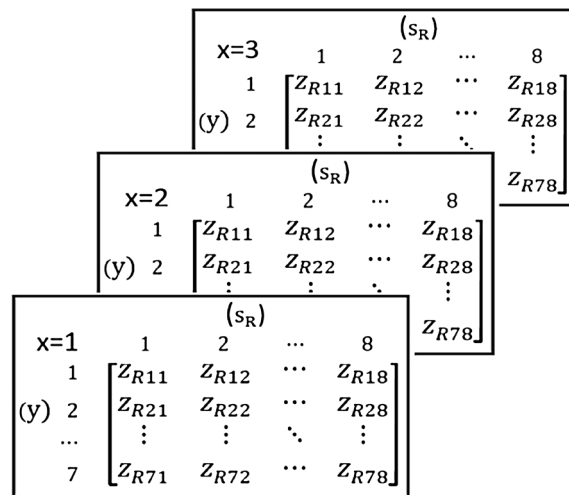 (s_R)
x=3 1 2 ... 8
1 z_R11 z_R12 ⋯ z_R18
(y) 2 z_R21 z_R22 ⋯ z_R28
⋮ ⋮ ⋱ ⋮
z_R78
(s_R)
x=2 1 2 ... 8
1 z_R11 z_R12 ⋯ z_R18
(y) 2 z_R21 z_R22 ⋯ z_R28
⋮ ⋮ ⋱ ⋮
z_R78
(s_R)
x=1 1 2 ... 8
1 z_R11 z_R12 ⋯ z_R18
(y) 2 z_R21 z_R22 ⋯ z_R28
... ⋮ ⋮ ⋱ ⋮
7 z_R71 z_R72 ⋯ z_R78